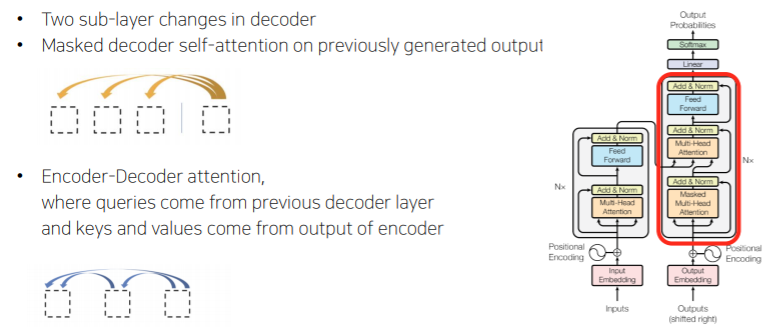 • Two sub-layer changes in decoder
• Masked decoder self-attention on previously generated output
• Encoder-Decoder attention,
where queries come from previous decoder layer
and keys and values come from output of encoder
Output
Probabilities
Softmax
Linear
Add & Norm
Feed
Forward
Add & Norm
Multi-Head
Attention
Nx
Add & Norm
Masked
Multi-Head
Attention
Add & Norm
Feed
Forward
Nx
Add & Norm
Multi-Head
Attention
Positional
Encoding
Positional
Encoding
Input
Embedding
Output
Embedding
Inputs
Outputs
(shifted right)